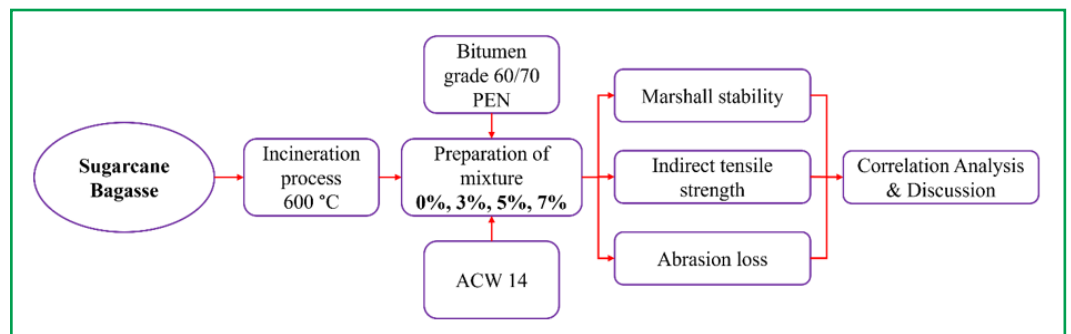 Sugarcane
Bagasse
Incineration
process
600 °C
Bitumen
grade 60/70
PEN
Preparation of
mixture
0%, 3%, 5%, 7%
ACW 14
Marshall stability
Indirect tensile
strength
Abrasion loss
Correlation Analysis
& Discussion